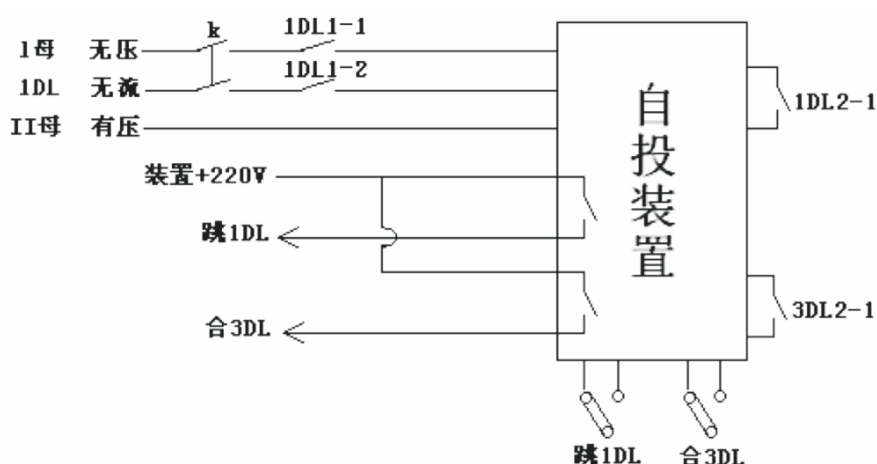 k
1DL1-1
1母 无压
1DL1-2
1DL 无流
II母 有压
1DL2-1
自投装置
装置+220V
跳1DL
合3DL
3DL2-1
跳1DL 合3DL